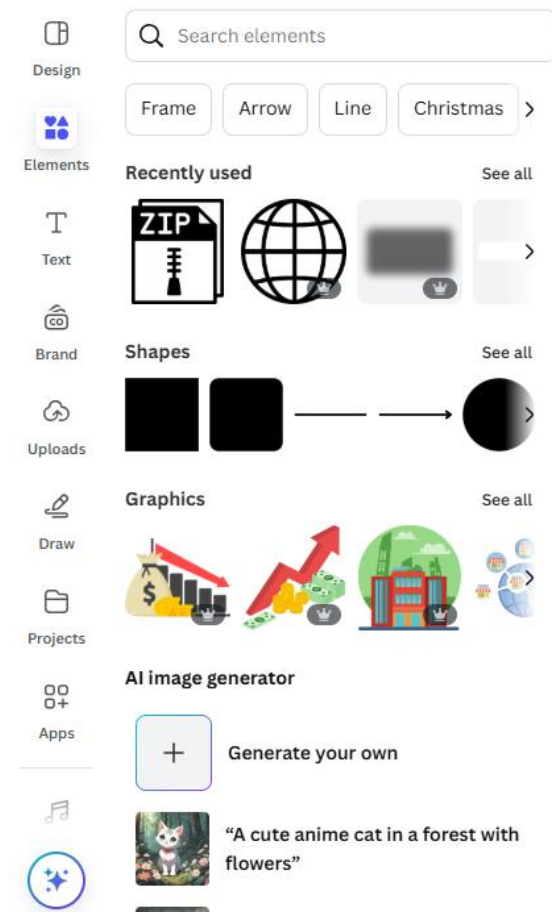 Design
Elements
Text
CO
Brand
Uploads
Draw
Projects
Apps
Search elements
Frame Arrow Line Christmas
Recently used See all
ZIP
Shapes See all
Graphics See all
$
AI image generator
Generate your own
“A cute anime cat in a forest with
flowers”